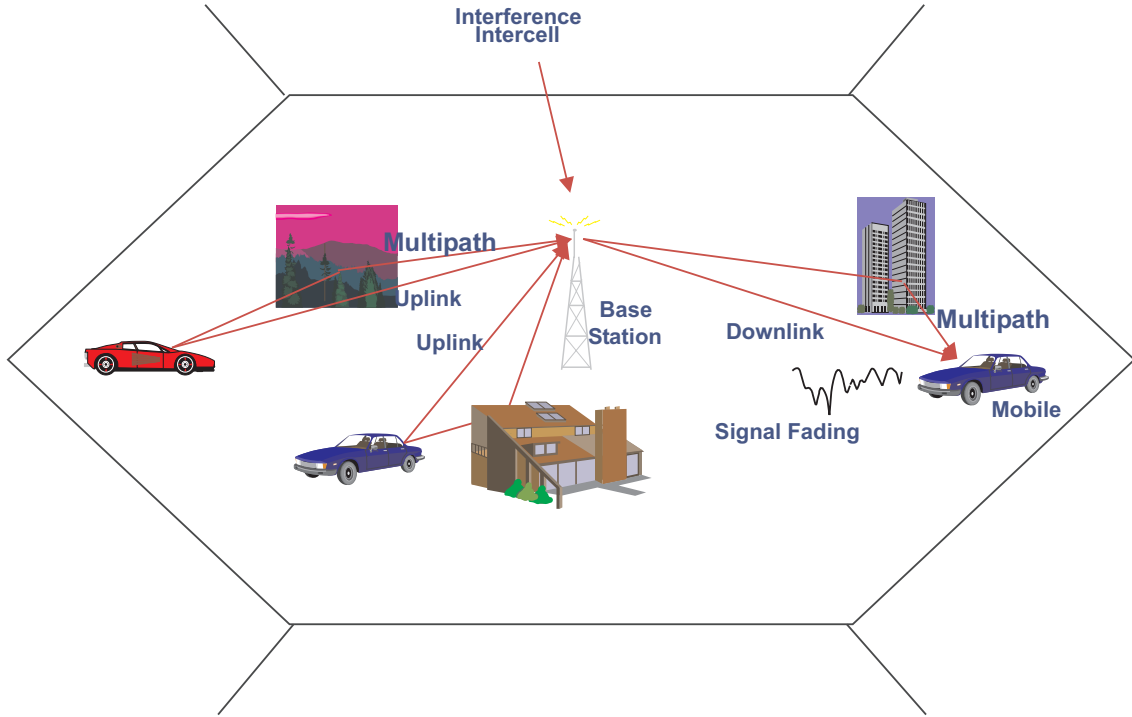 Interference
Intercell
Multipath
Uplink
Uplink
Base
Station
Downlink
Multipath
Mobile
Signal Fading